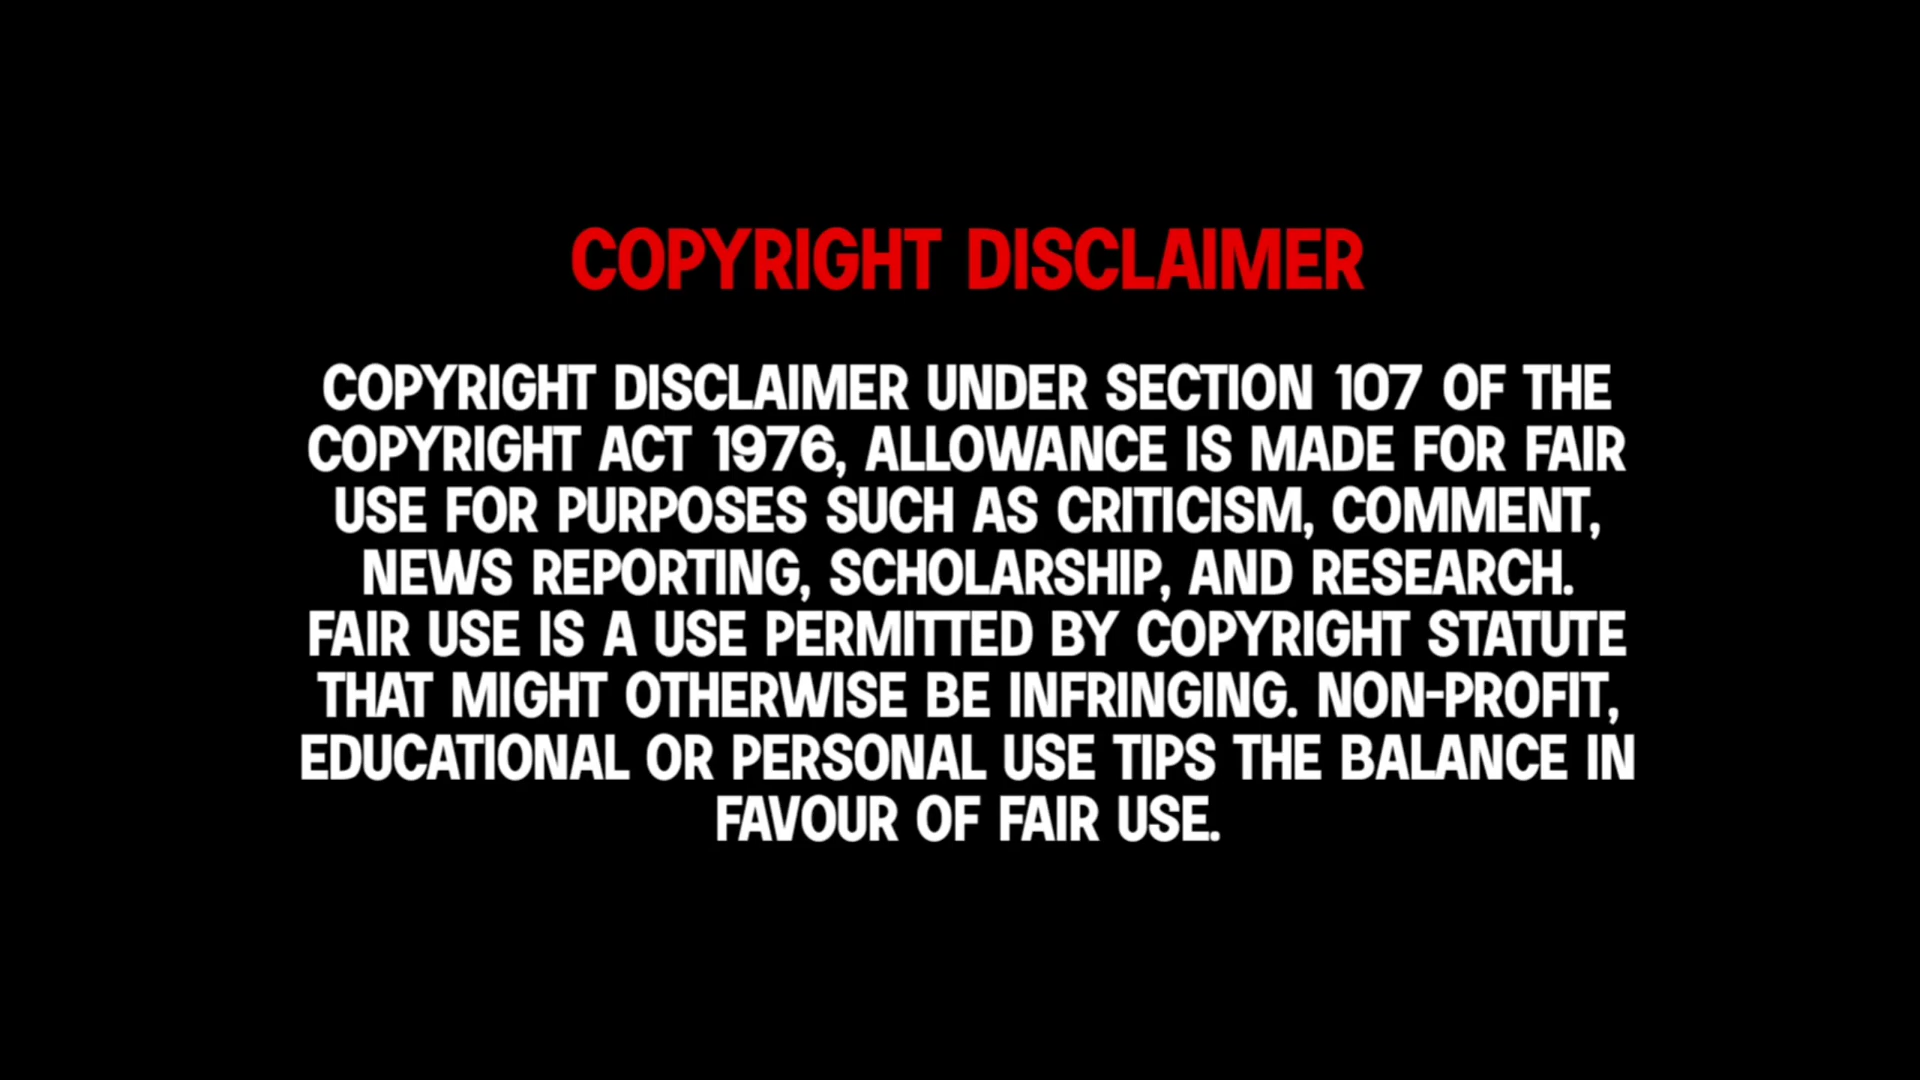 COPYRIGHT DISCLAIMER
COPYRIGHT DISCLAIMER UNDER SECTION 107 OF THE
COPYRIGHT ACT 1976, ALLOWANCE IS MADE FOR FAIR
USE FOR PURPOSES SUCH AS CRITICISM, COMMENT,
NEWS REPORTING, SCHOLARSHIP, AND RESEARCH.
FAIR USE IS A USE PERMITTED BY COPYRIGHT STATUTE
THAT MIGHT OTHERWISE BE INFRINGING. NON-PROFIT,
EDUCATIONAL OR PERSONAL USE TIPS THE BALANCE IN
FAVOUR OF FAIR USE.